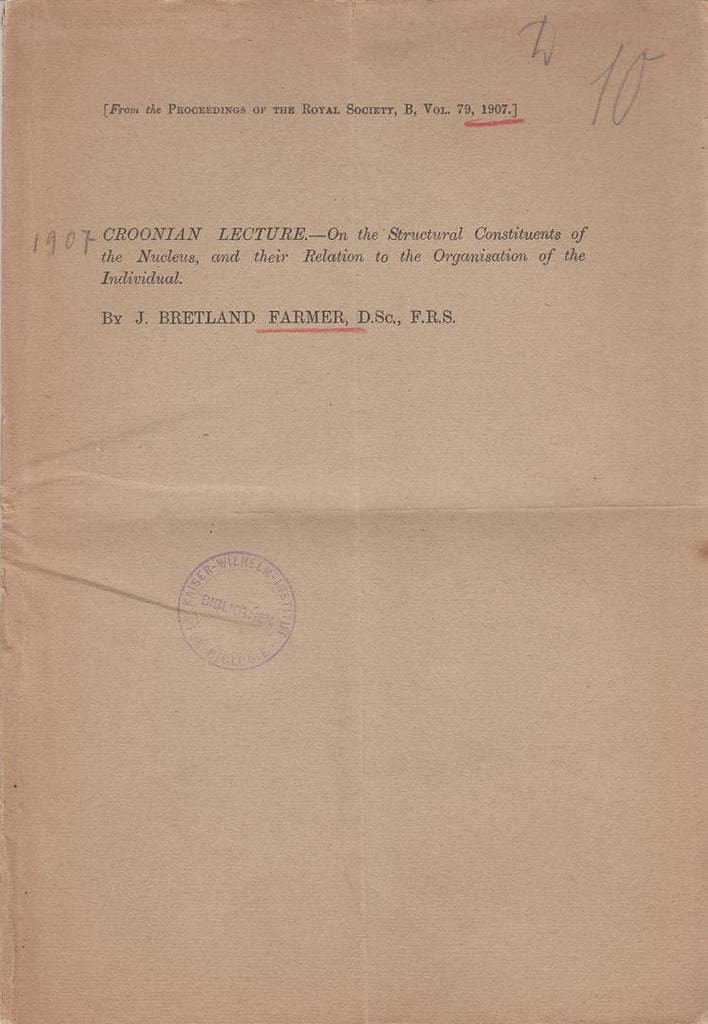 10
[From the PROCEEDINGS OF THE ROYAL SOCIETY, B, VOL. 79, 1907.]
1907
CROONIAN LECTURE.—On the Structural Constituents of
the Nucleus, and their Relation to the Organisation of the
Individual.
BY J. BRETLAND FARMER, D.Sc., F.R.S.
KAISER-WILHELM-INSTITUT
BIBLIOTHEK
FÜR BIOLOGIE